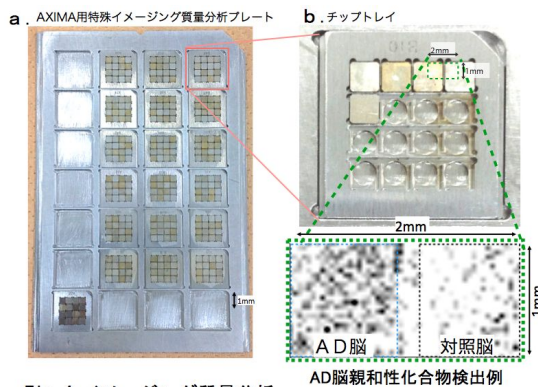 a. AXIMA用特殊イメージング質量分析プレート
b. チップトレイ
2mm
1mm
2mm
1mm
1mm
AD脳
対照脳
AD脳親和性化合物検出例